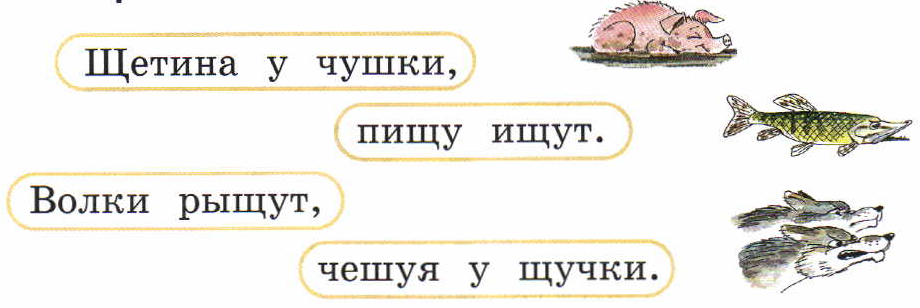 Щетина у чушки,
пищу ищут.
Волки рыщут,
чешуя у щучки.